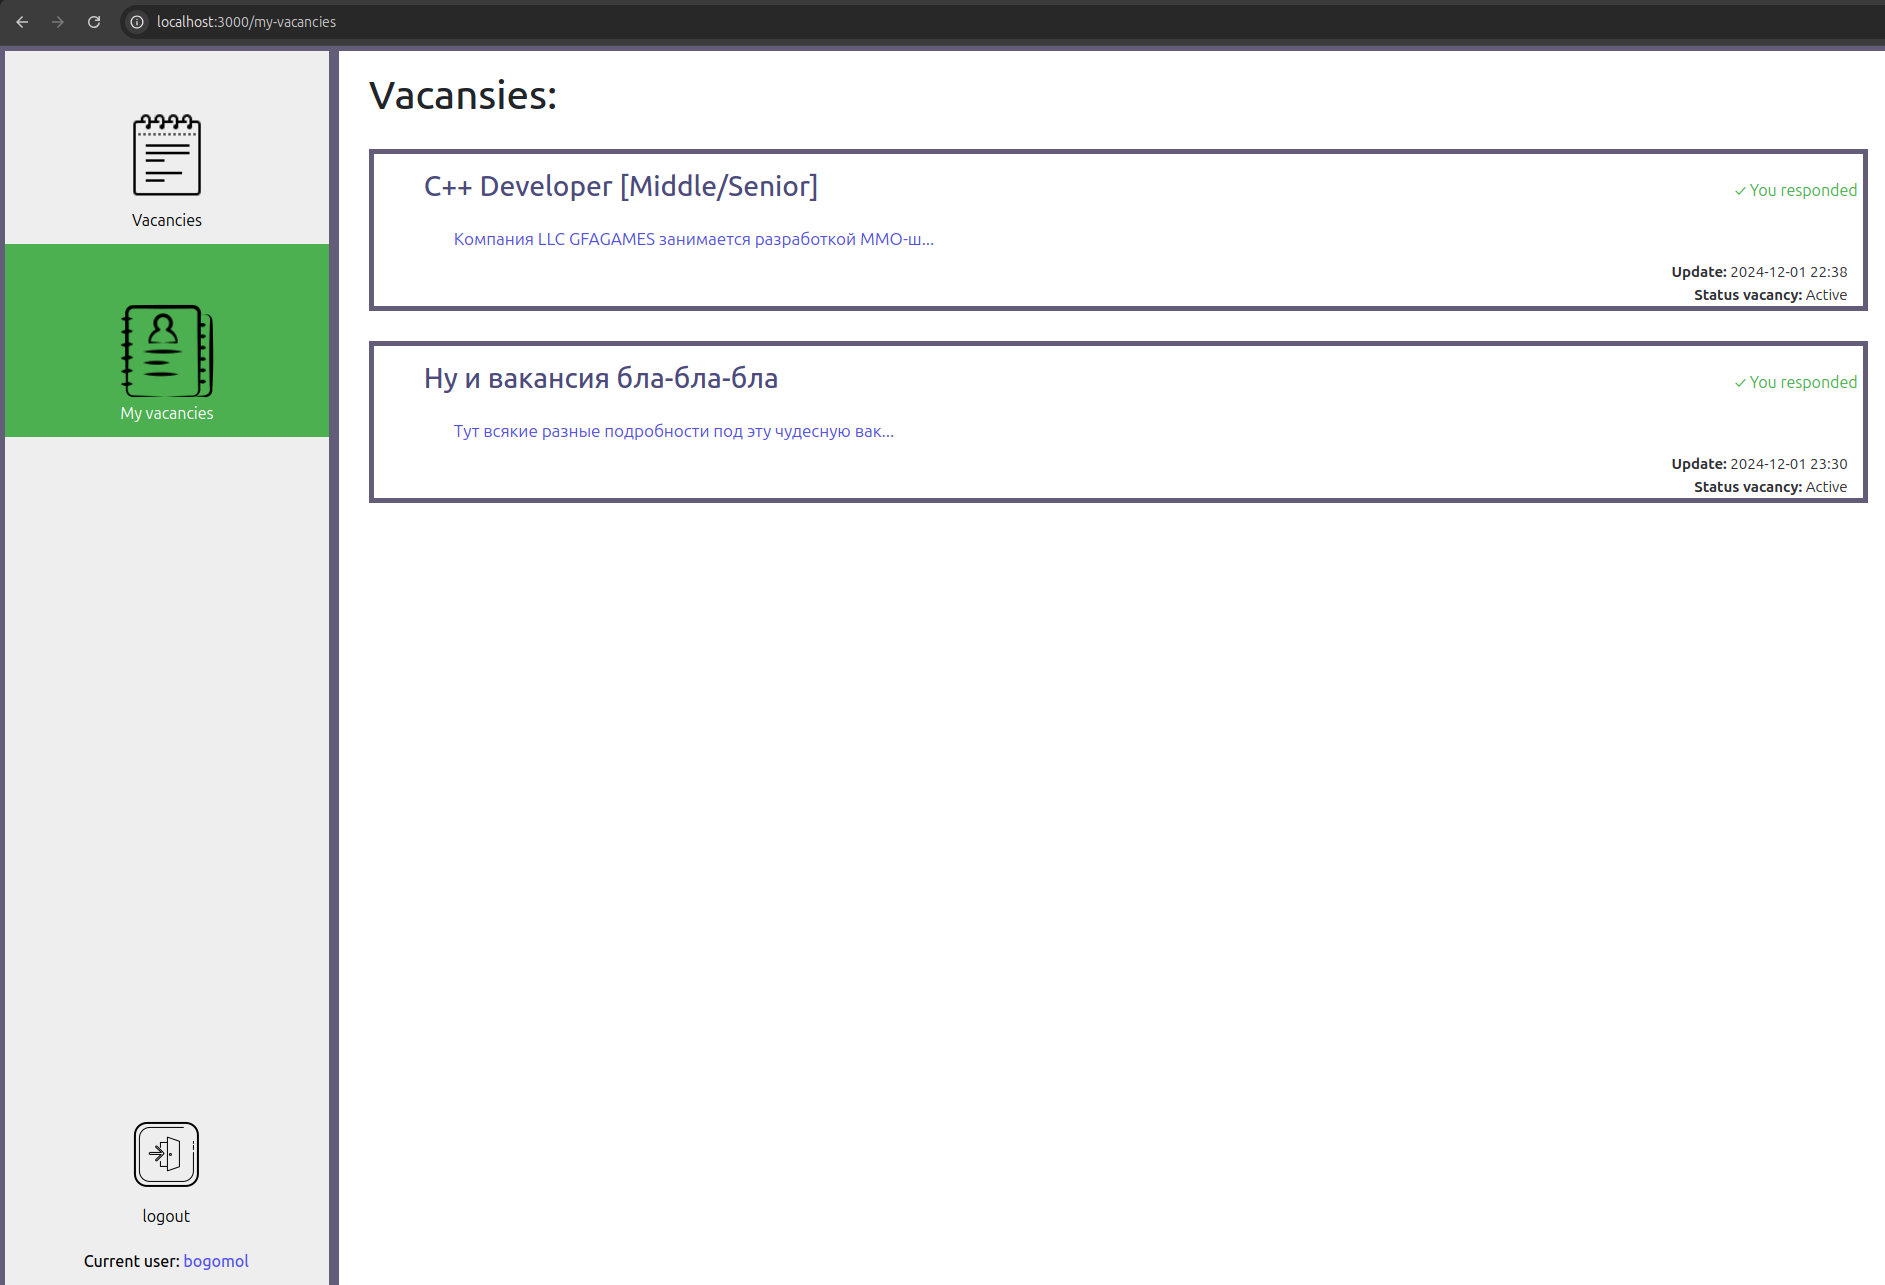 localhost:3000/my-vacancies
Vacancies
My vacancies
logout
Current user: bogomol
Vacansies:
C++ Developer [Middle/Senior]
✓ You responded
Компания LLC GFAGAMES занимается разработкой MMO-ш...
Update: 2024-12-01 22:38
Status vacancy: Active
Ну и вакансия бла-бла-бла
✓ You responded
Тут всякие разные подробности под эту чудесную вак...
Update: 2024-12-01 23:30
Status vacancy: Active